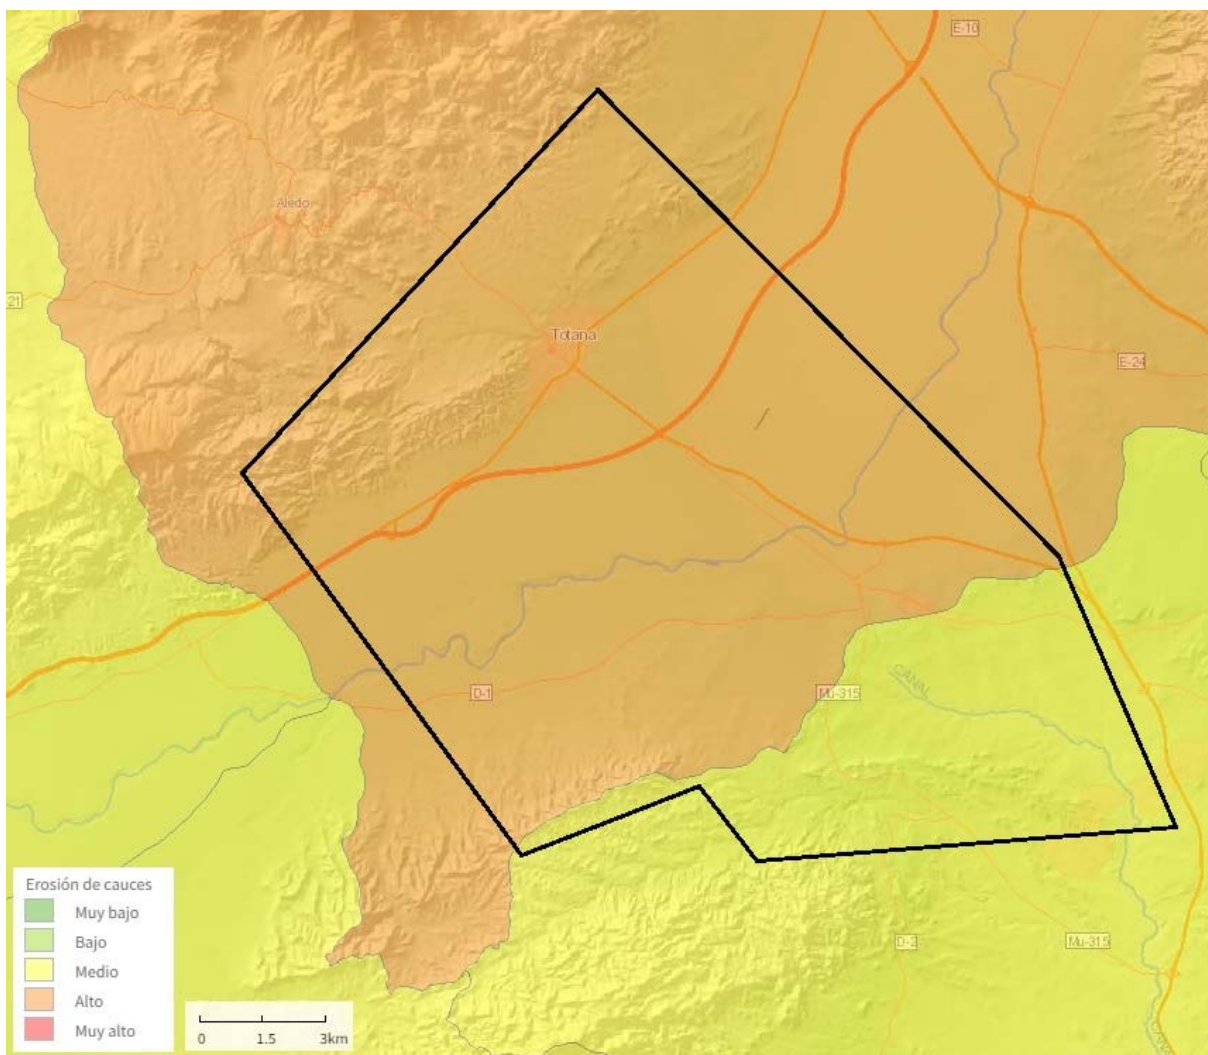 E-10
Aledo
21
Totana
E-24
CANAL
D-1
Mu-315
D-2
Mu-315
Erosión de cauces
Muy bajo
Bajo
Medio
Alto
Muy alto
0 1.5 3km